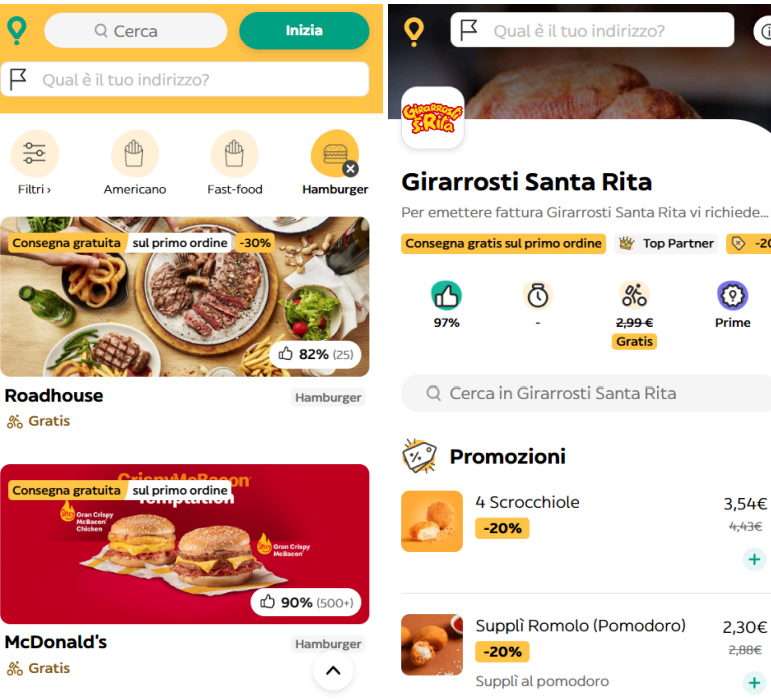 Cerca
Inizia
Qual è il tuo indirizzo?
Filtri ›
Americano
Fast-food
Hamburger
Consegna gratuita sul primo ordine -30%
82% (25)
Roadhouse
Hamburger
Gratis
CrispyMcBacon
Temptation
Consegna gratuita sul primo ordine
Gran Crispy
McBacon
Chicken
Gran Crispy
McBacon
90% (500+)
McDonald's
Hamburger
Gratis
Qual è il tuo indirizzo?
Girarrosti
S.Rita
Girarrosti Santa Rita
Per emettere fattura Girarrosti Santa Rita vi richiede...
Consegna gratis sul primo ordine
Top Partner
97%
-
2,99 €
Gratis
Prime
Cerca in Girarrosti Santa Rita
Promozioni
4 Scrocchiole
3,54€
-20%
4,43€
Supplì Romolo (Pomodoro)
2,30€
-20%
2,88€
Supplì al pomodoro